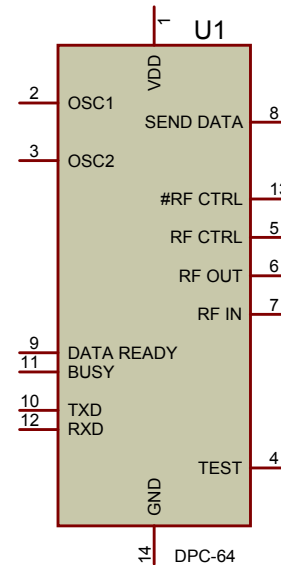 1
U1
VDD
2
OSC1
SEND DATA
8
3
OSC2
#RF CTRL
13
RF CTRL
5
RF OUT
6
RF IN
7
9
DATA READY
11
BUSY
10
TXD
12
RXD
TEST
4
GND
14
DPC-64